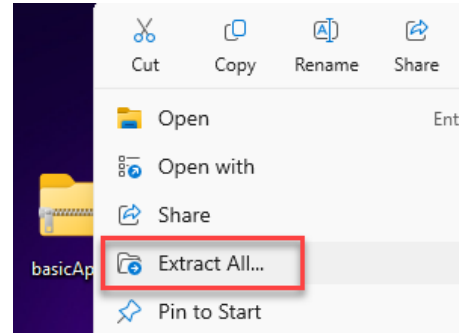 Cut Copy Rename Share
Open Ent
Open with
Share
basicAp
Extract All...
Pin to Start